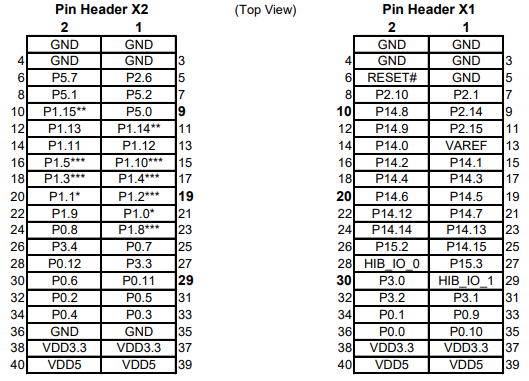 Pin Header X2 (Top View) Pin Header X1
2 1 2 1
GND GND GND GND
4 GND GND 3 4 GND GND 3
6 P5.7 P2.6 5 6 RESET# GND 5
8 P5.1 P5.2 7 8 P2.10 P2.1 7
10 P1.15** P5.0 9 10 P14.8 P2.14 9
12 P1.13 P1.14** 11 12 P14.9 P2.15 11
14 P1.11 P1.12 13 14 P14.0 VAREF 13
16 P1.5*** P1.10*** 15 16 P14.2 P14.1 15
18 P1.3*** P1.4*** 17 18 P14.4 P14.3 17
20 P1.1* P1.2*** 19 20 P14.6 P14.5 19
22 P1.9 P1.0* 21 22 P14.12 P14.7 21
24 P0.8 P1.8*** 23 24 P14.14 P14.13 23
26 P3.4 P0.7 25 26 P15.2 P14.15 25
28 P0.12 P3.3 27 28 HIB_IO_0 P15.3 27
30 P0.6 P0.11 29 30 P3.0 HIB_IO_1 29
32 P0.2 P0.5 31 32 P3.2 P3.1 31
34 P0.4 P0.3 33 34 P0.1 P0.9 33
36 GND GND 35 36 P0.0 P0.10 35
38 VDD3.3 VDD3.3 37 38 VDD3.3 VDD3.3 37
40 VDD5 VDD5 39 40 VDD5 VDD5 39